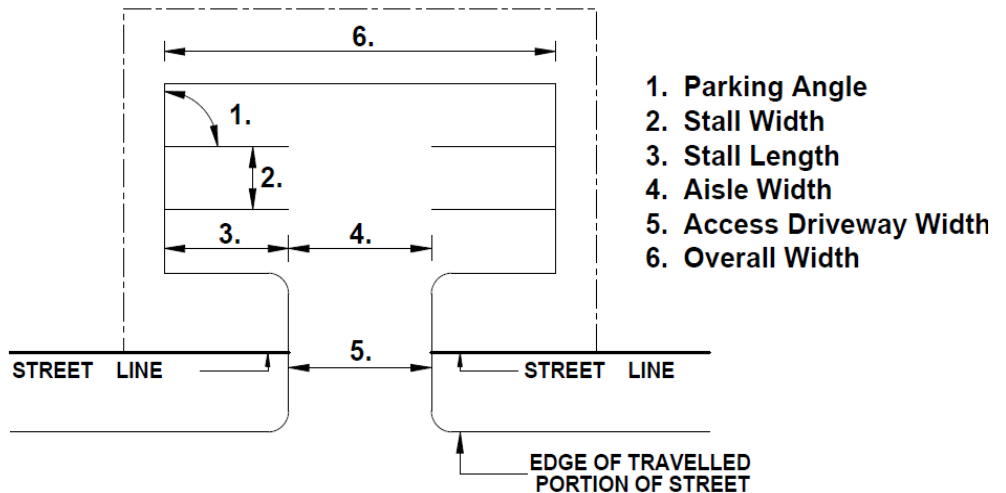 6.
1.
2.
3.
4.
5.
1. Parking Angle
2. Stall Width
3. Stall Length
4. Aisle Width
5. Access Driveway Width
6. Overall Width
STREET LINE
STREET LINE
EDGE OF TRAVELLED
PORTION OF STREET